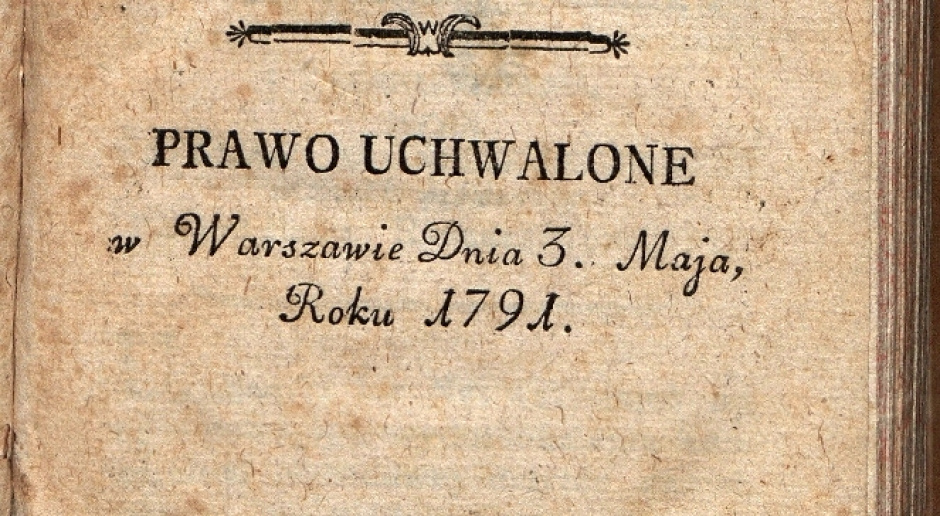 PRAWO UCHWALONE
w Warszawie Dnia 3. Maja,
Roku 1791.